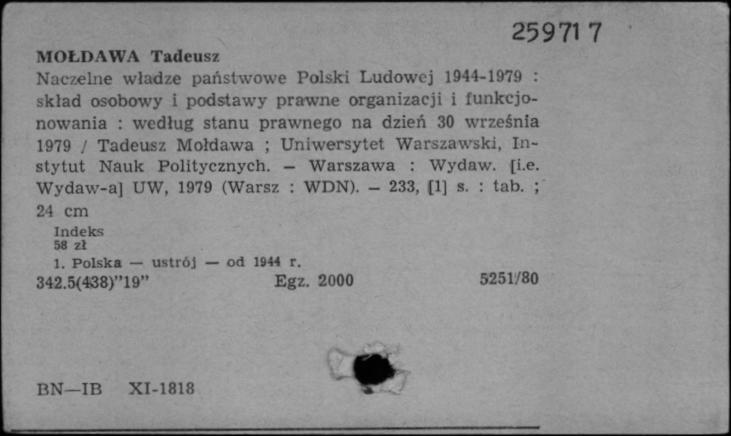 259717
MOŁDAWA Tadeusz
Naczelne władze państwowe Polski Ludowej 1944-1979 :
skład osobowy i podstawy prawne organizacji i funkcjo-
nowania : według stanu prawnego na dzień 30 września
1979 / Tadeusz Mołdawa ; Uniwersytet Warszawski, In-
stytut Nauk Politycznych. — Warszawa : Wydaw. [i.e.
Wydaw-a] UW, 1979 (Warsz : WDN). — 233, [1] s. : tab. ;
24 cm
Indeks
58 zł
1. Polska — ustrój — od 1944 r.
342.5(438)”19” Egz. 2000 5251/80
BN—IB XI-1818